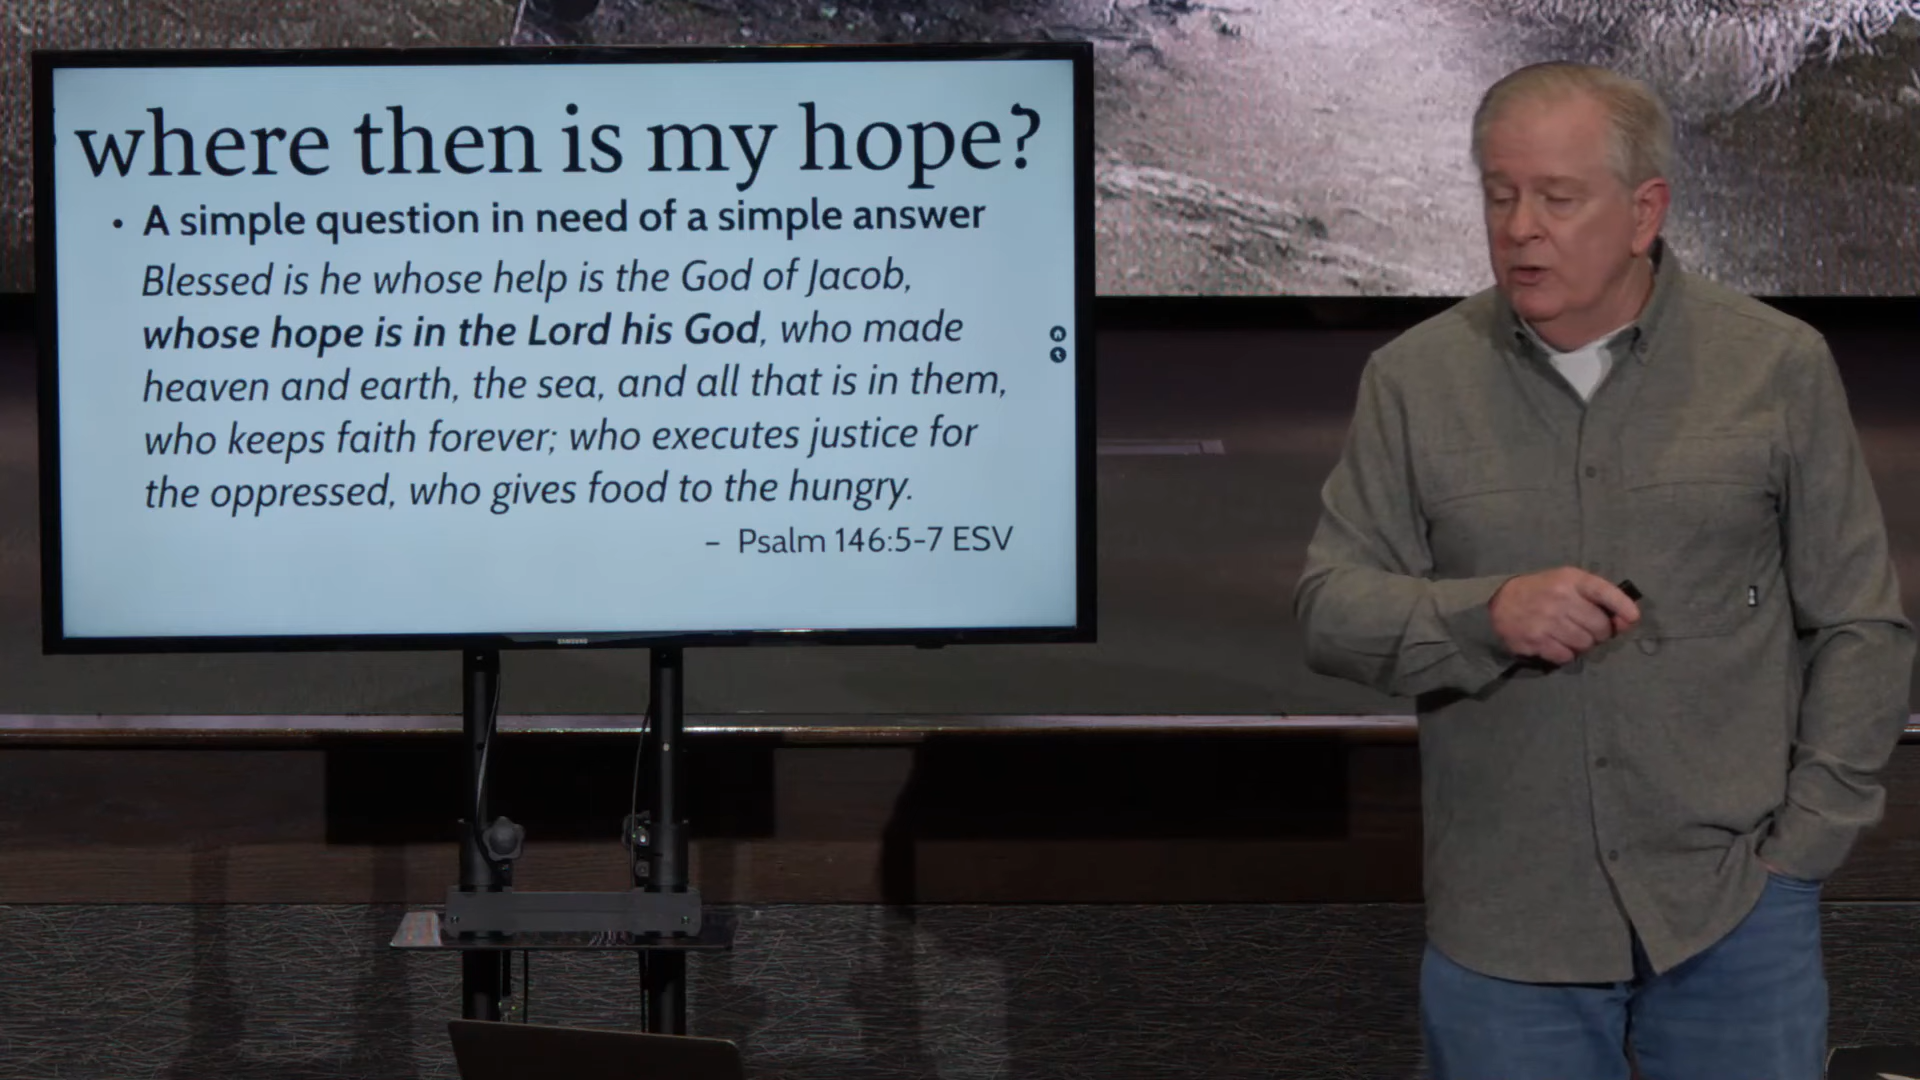 where then is my hope?
• A simple question in need of a simple answer
Blessed is he whose help is the God of Jacob,
whose hope is in the Lord his God, who made
heaven and earth, the sea, and all that is in them,
who keeps faith forever; who executes justice for
the oppressed, who gives food to the hungry.
– Psalm 146:5-7 ESV
SAMSUNG